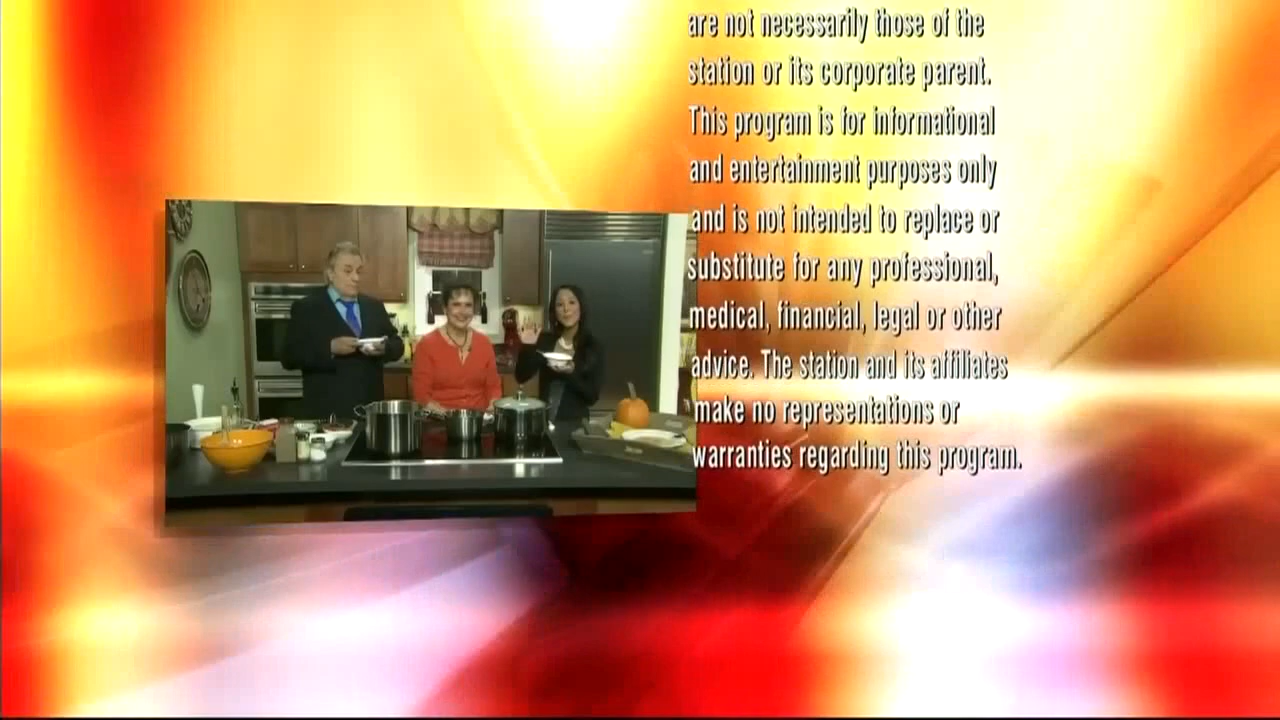 are not necessarily those of the
station or its corporate parent.
This program is for informational
and entertainment purposes only
and is not intended to replace or
substitute for any professional,
medical, financial, legal or other
advice. The station and its affiliates
make no representations or
warranties regarding this program.